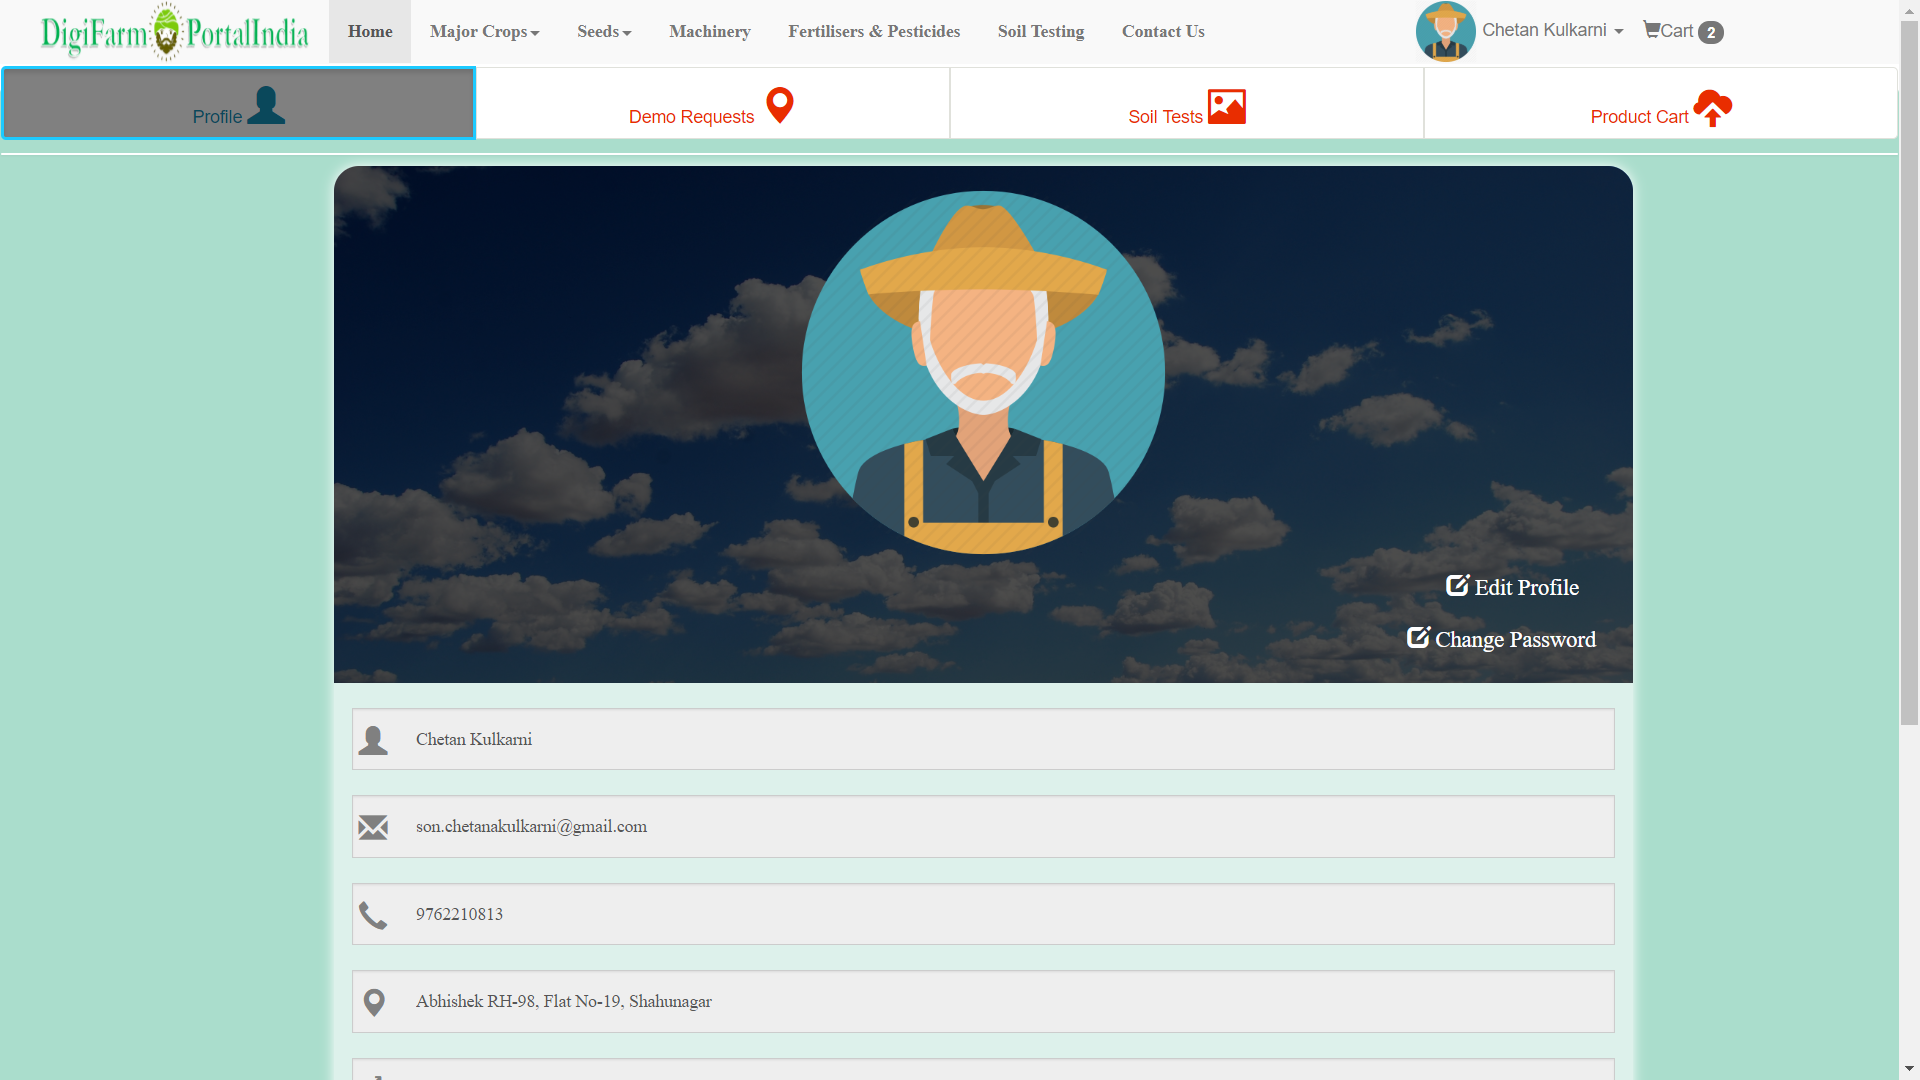 DigiFarm PortalIndia
Home Major Crops Seeds Machinery Fertilisers & Pesticides Soil Testing Contact Us Chetan Kulkarni Cart 2
Profile Demo Requests Soil Tests Product Cart
Edit Profile
Change Password
Chetan Kulkarni
son.chetanakulkarni@gmail.com
9762210813
Abhishek RH-98, Flat No-19, Shahunagar